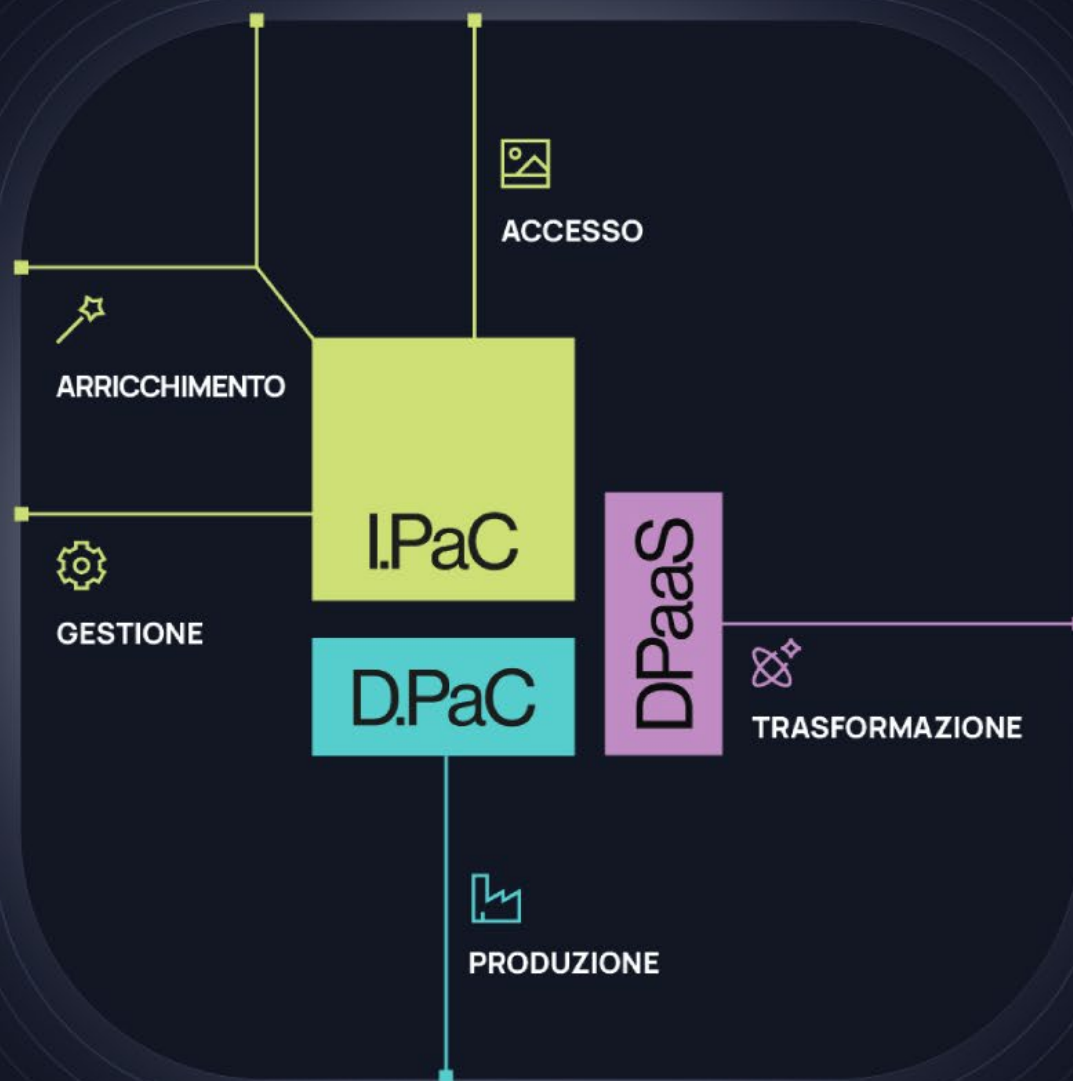 ACCESSO
ARRICCHIMENTO
I.PaC
DPaaS
GESTIONE
D.PaC
TRASFORMAZIONE
PRODUZIONE